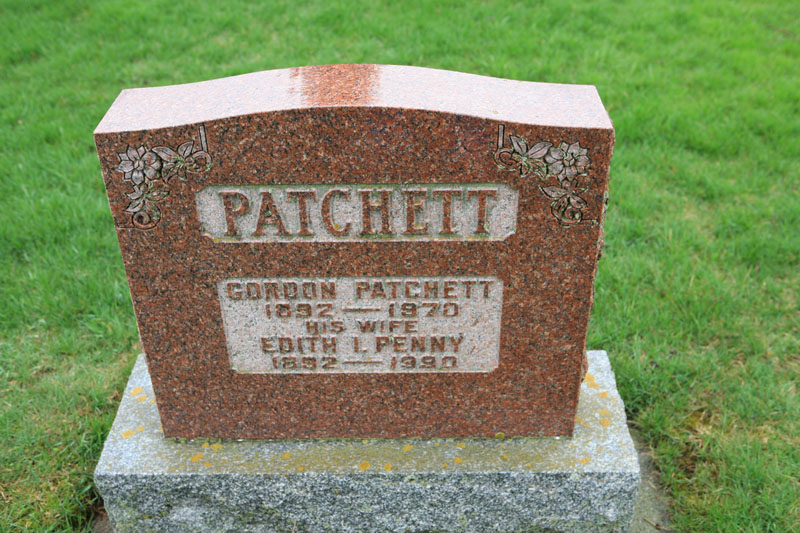 PATCHETT
GORDON PATCHETT
1892 — 1970
HIS WIFE
EDITH I. PENNY
1892 — 1990